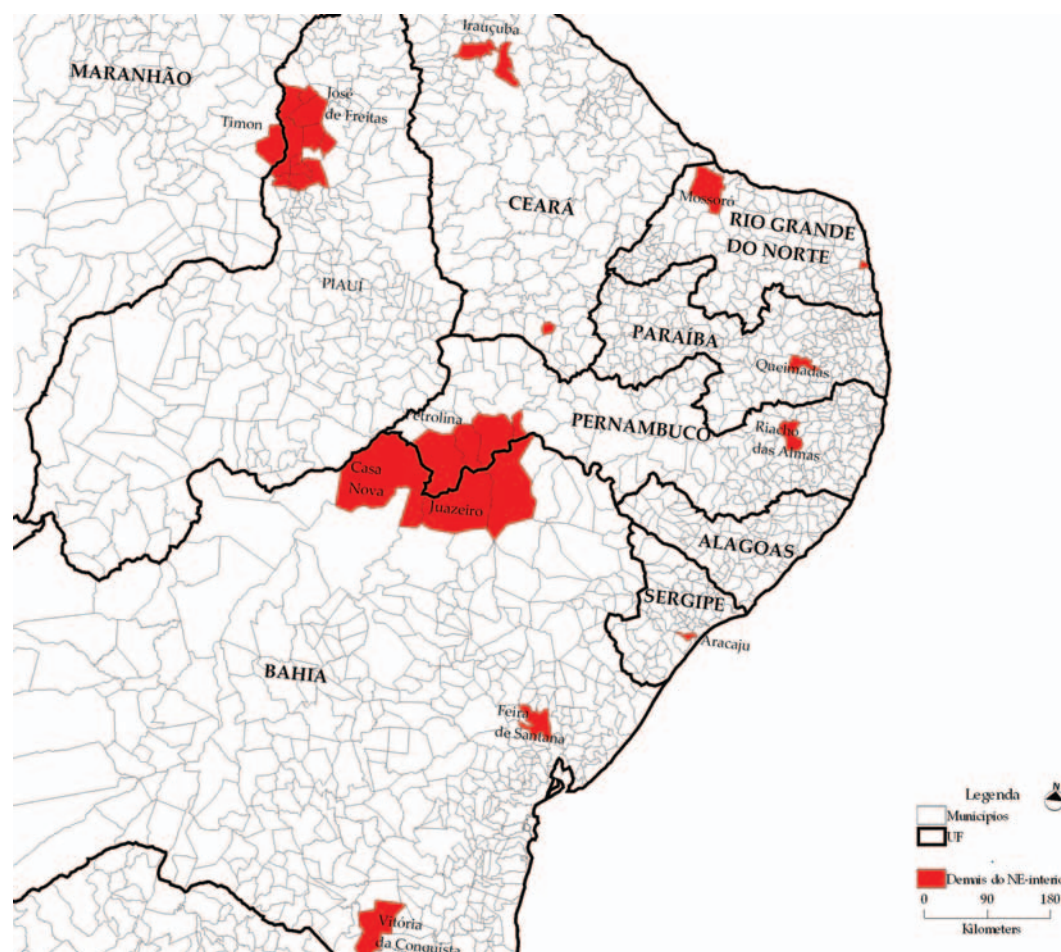 Irauçuba
MARANHÃO
José
de Freitas
Timon
CEARÁ
Mossoró
RIO GRANDE
DO NORTE
PIAUÍ
PARAÍBA
Queimadas
Petrolina
PERNAMBUCO
Riacho
das Almas
Casa
Nova
Juazeiro
ALAGOAS
SERGIPE
Aracaju
BAHIA
Feira
de Santana
Vitória
da Conquista
Legenda
N
Municípios
UF
Demais do NE-interio
0 90 180
Kilometers